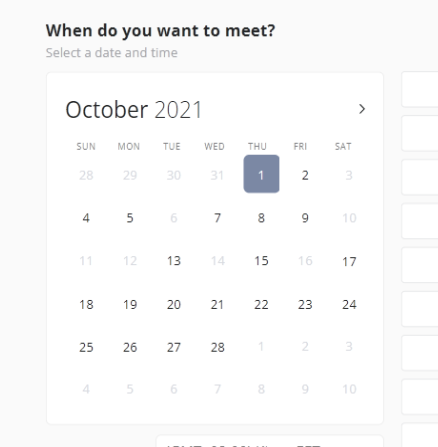 When do you want to meet?
Select a date and time
October 2021
SUN MON TUE WED THU FRI SAT
28 29 30 31 1 2 3
4 5 6 7 8 9 10
11 12 13 14 15 16 17
18 19 20 21 22 23 24
25 26 27 28 1 2 3
4 5 6 7 8 9 10